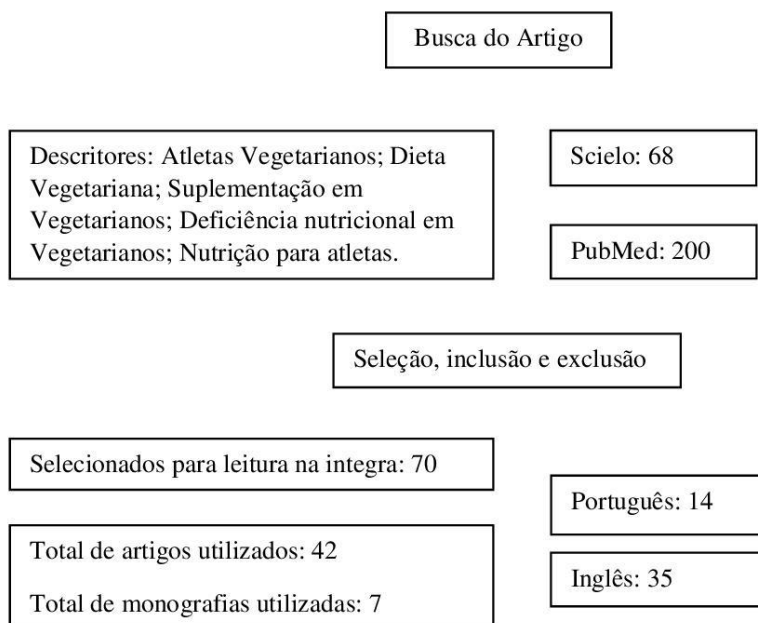 Busca do Artigo
Descritores: Atletas Vegetarianos; Dieta
Vegetariana; Suplementação em
Vegetarianos; Deficiência nutricional em
Vegetarianos; Nutrição para atletas.
Scielo: 68
PubMed: 200
Seleção, inclusão e exclusão
Selecionados para leitura na integra: 70
Total de artigos utilizados: 42
Total de monografias utilizadas: 7
Português: 14
Inglês: 35